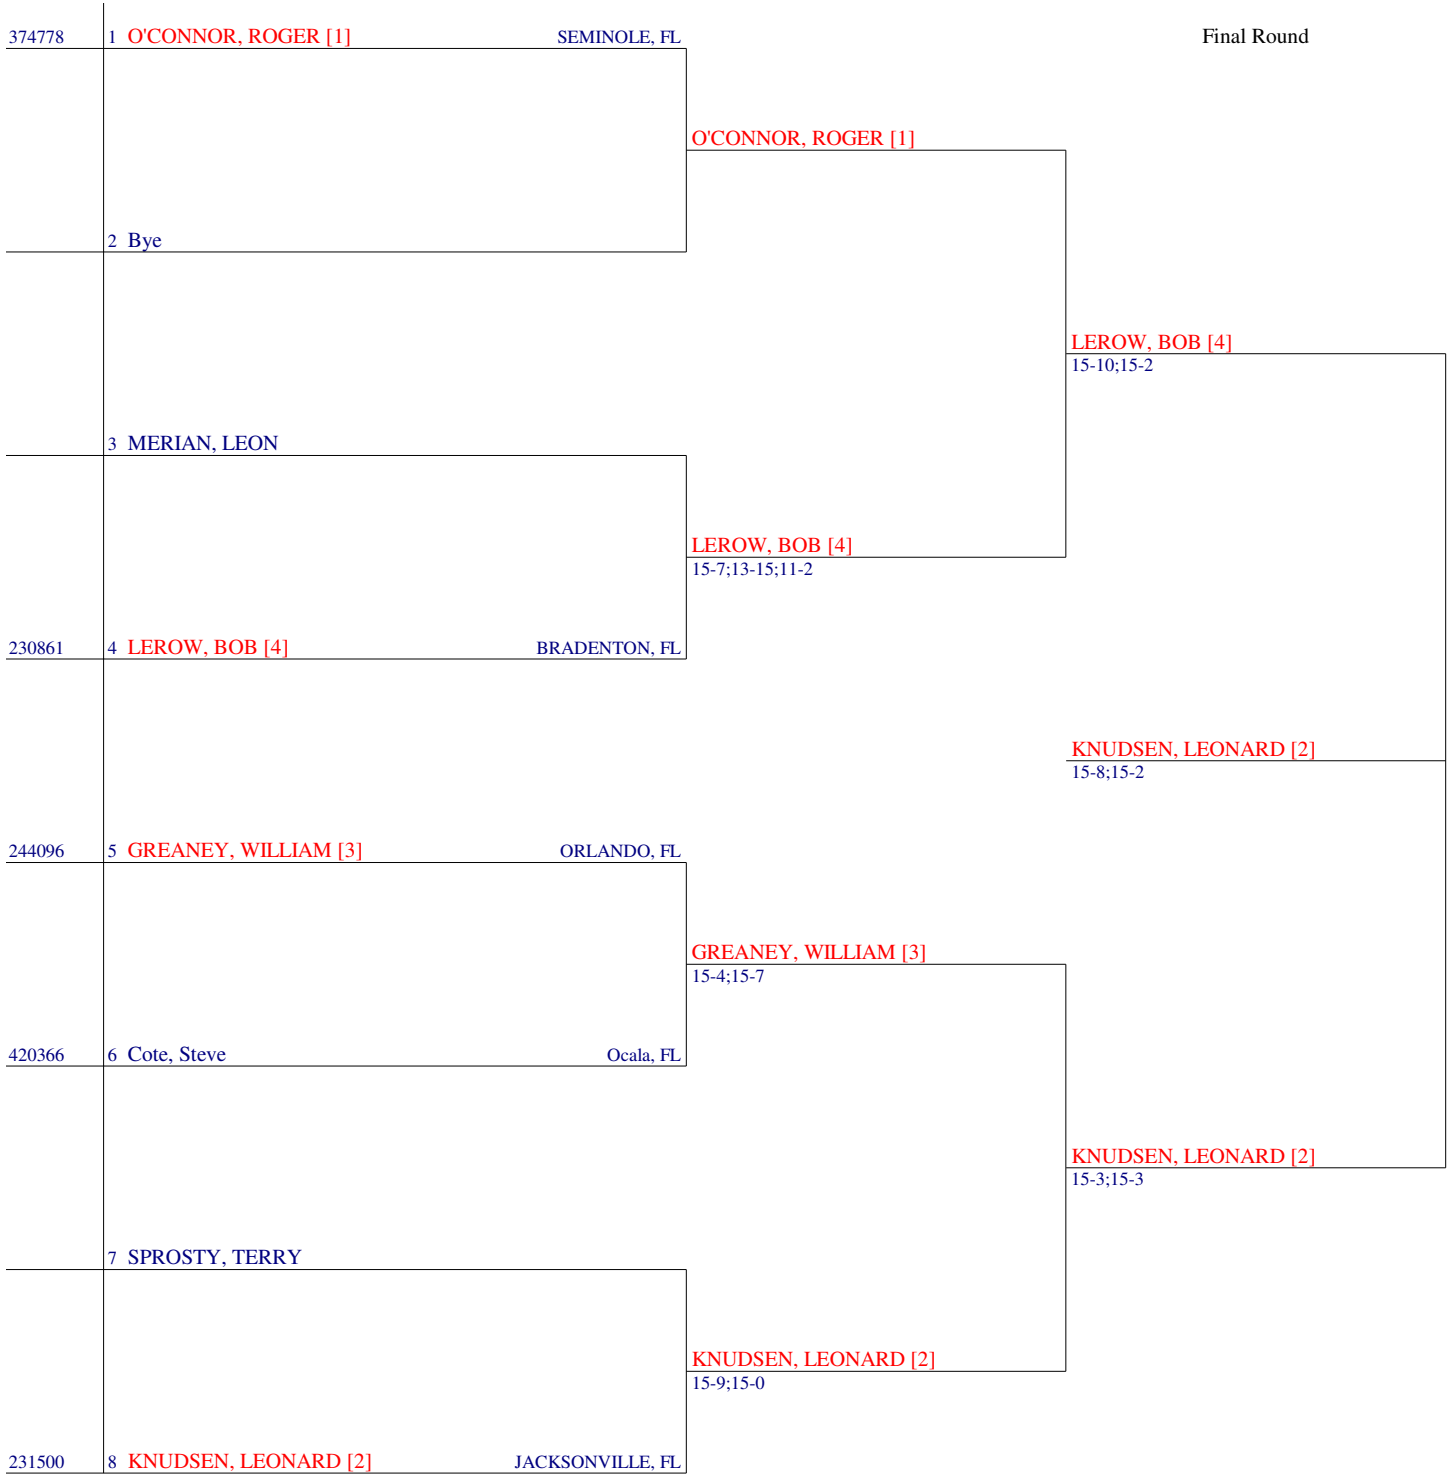 374778 1 O'CONNOR, ROGER [1] SEMINOLE, FL Final Round
O'CONNOR, ROGER [1]
2 Bye
LEROW, BOB [4]
15-10;15-2
3 MERIAN, LEON
LEROW, BOB [4]
15-7;13-15;11-2
230861 4 LEROW, BOB [4] BRADENTON, FL
KNUDSEN, LEONARD [2]
15-8;15-2
244096 5 GREANEY, WILLIAM [3] ORLANDO, FL
GREANEY, WILLIAM [3]
15-4;15-7
420366 6 Cote, Steve Ocala, FL
KNUDSEN, LEONARD [2]
15-3;15-3
7 SPROSTY, TERRY
KNUDSEN, LEONARD [2]
15-9;15-0
231500 8 KNUDSEN, LEONARD [2] JACKSONVILLE, FL